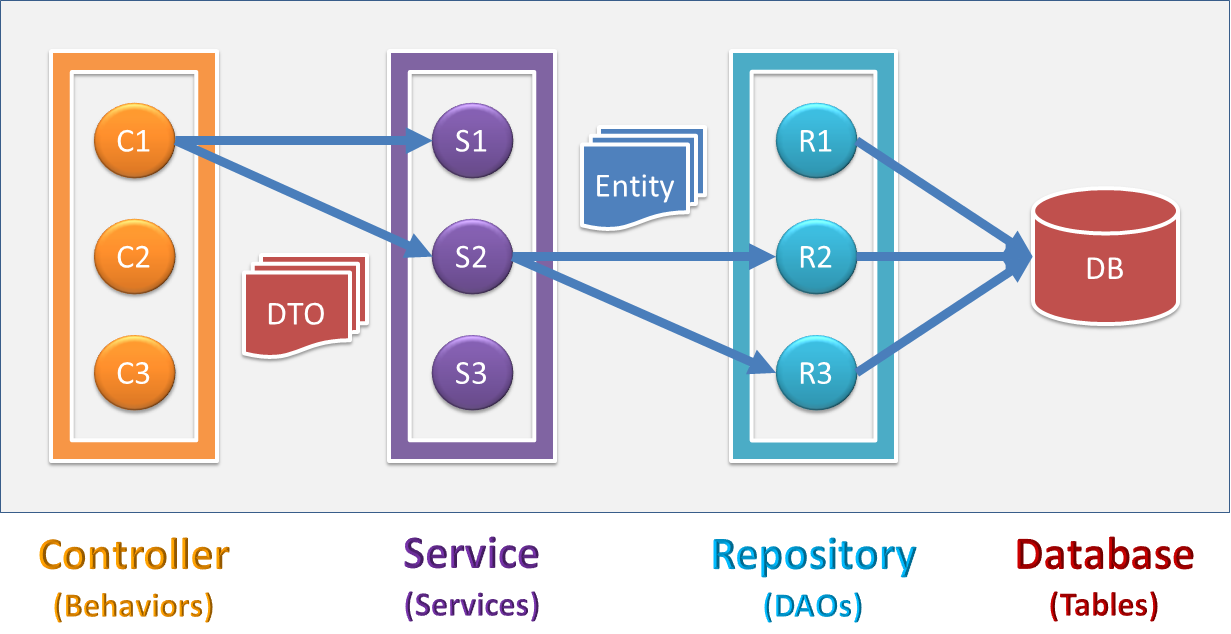 C1
S1
R1
Entity
C2
S2
R2
DB
DTO
C3
S3
R3
Controller
(Behaviors)
Service
(Services)
Repository
(DAOs)
Database
(Tables)